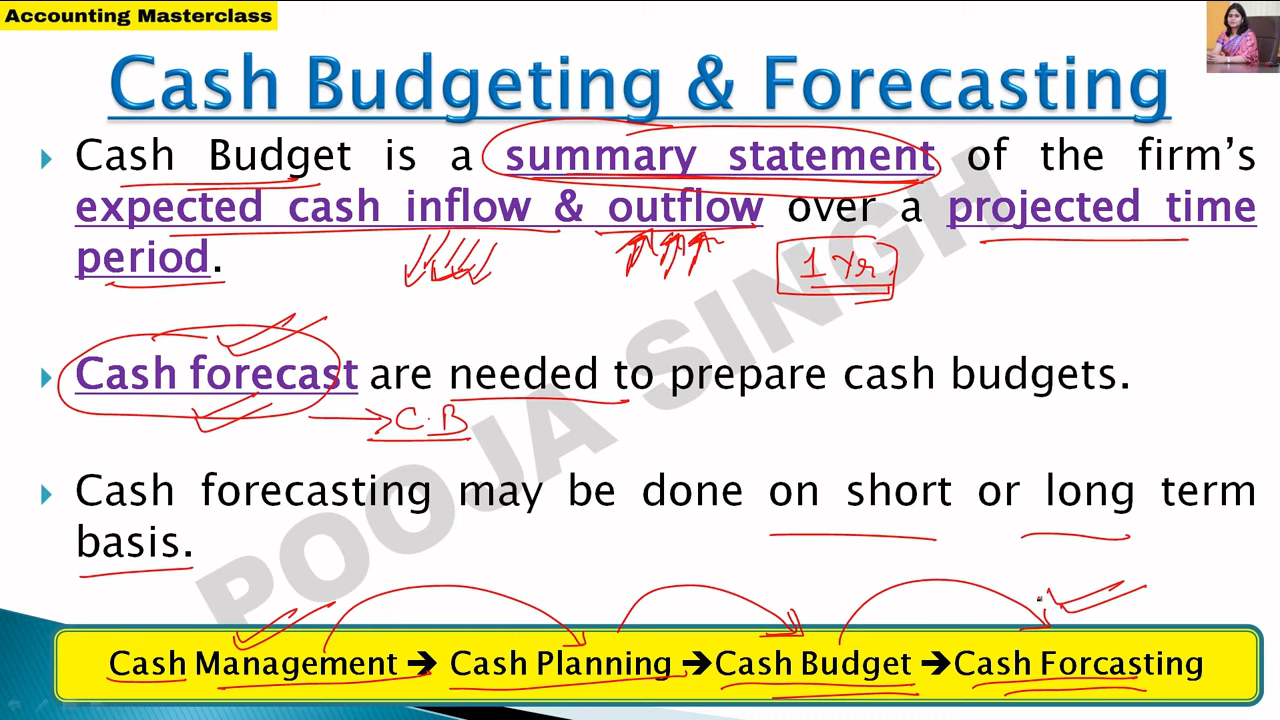 Accounting Masterclass
Cash Budgeting & Forecasting
Cash Budget is a summary statement of the firm's
expected cash inflow & outflow over a projected time
period.
1 Yr.
Cash forecast are needed to prepare cash budgets.
C.B
Cash forecasting may be done on short or long term
basis.
POOJA SINGH
Cash Management ➔ Cash Planning ➔Cash Budget ➔Cash Forcasting